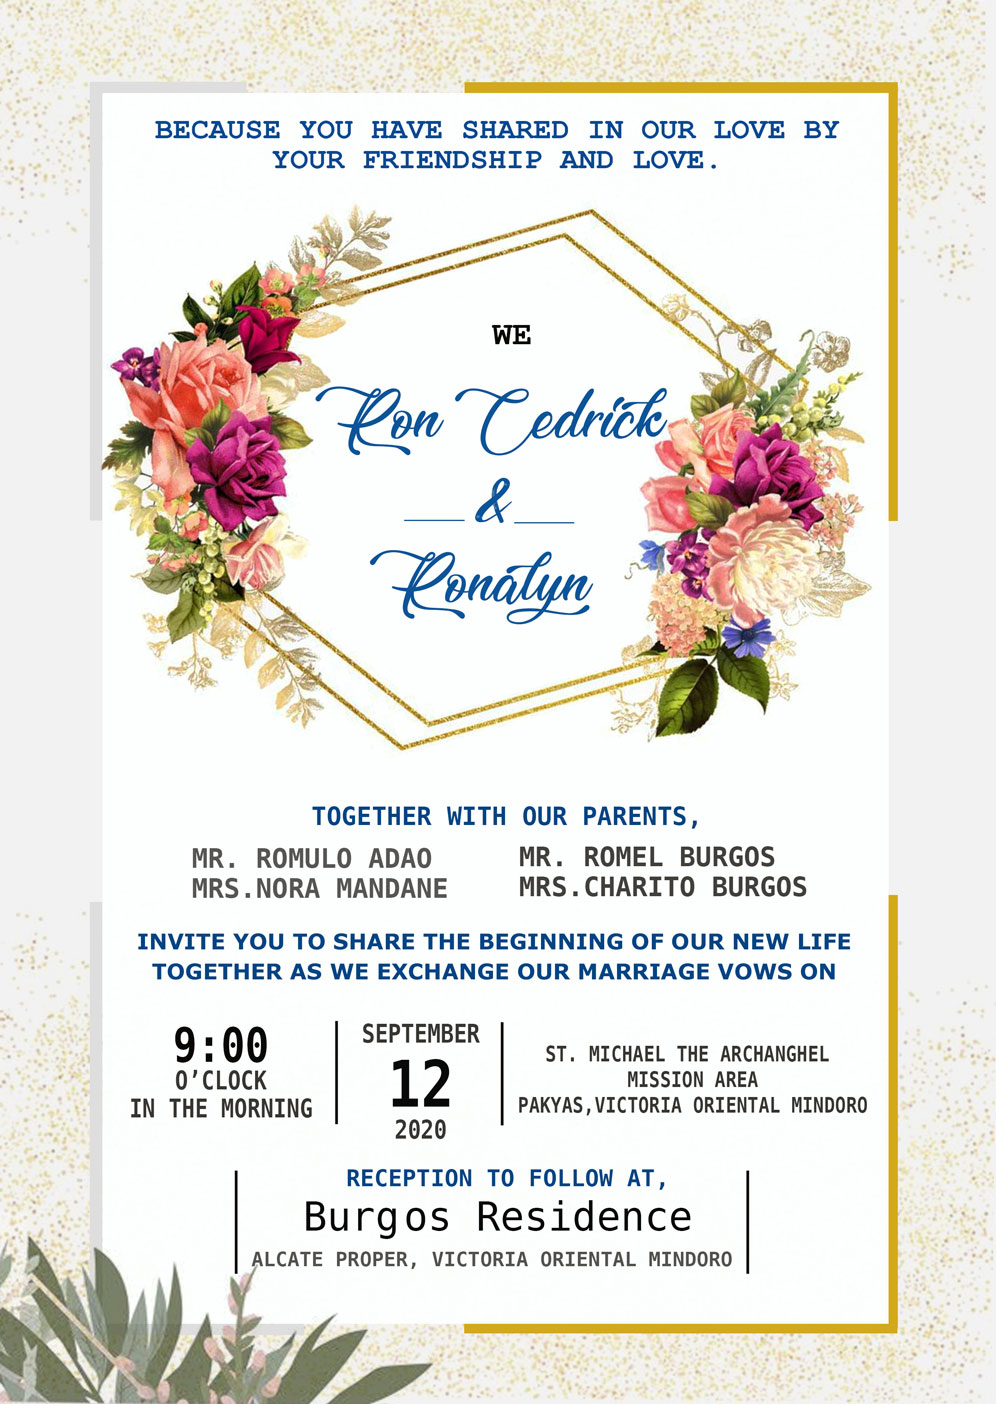 BECAUSE YOU HAVE SHARED IN OUR LOVE BY
YOUR FRIENDSHIP AND LOVE.
WE
Ron Cedrick
&
Ronalyn
TOGETHER WITH OUR PARENTS,
MR. ROMULO ADAO
MRS.NORA MANDANE
MR. ROMEL BURGOS
MRS.CHARITO BURGOS
INVITE YOU TO SHARE THE BEGINNING OF OUR NEW LIFE
TOGETHER AS WE EXCHANGE OUR MARRIAGE VOWS ON
9:00
O'CLOCK
IN THE MORNING
SEPTEMBER
12
2020
ST. MICHAEL THE ARCHANGHEL
MISSION AREA
PAKYAS,VICTORIA ORIENTAL MINDORO
RECEPTION TO FOLLOW AT,
Burgos Residence
ALCATE PROPER, VICTORIA ORIENTAL MINDORO